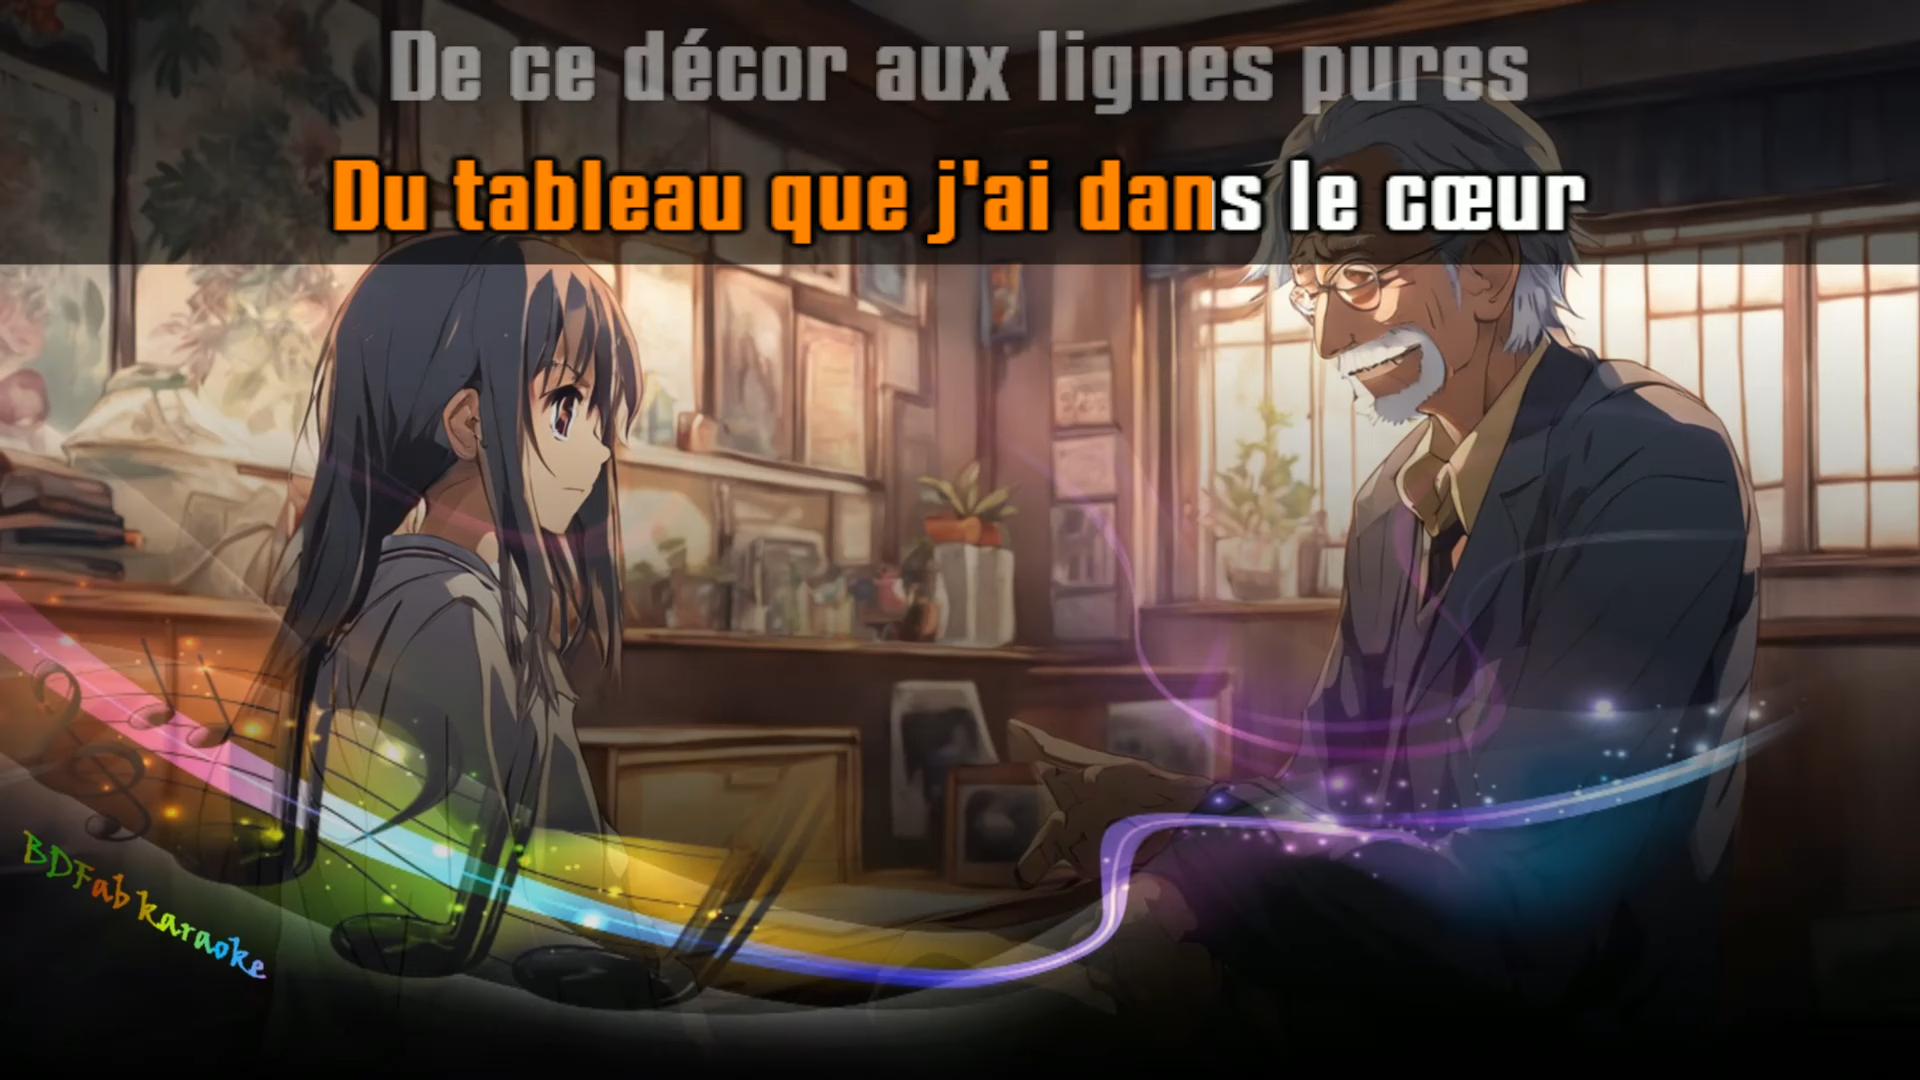 De ce décor aux lignes pures
Du tableau que j'ai dans le cœur
BDFab karaoke